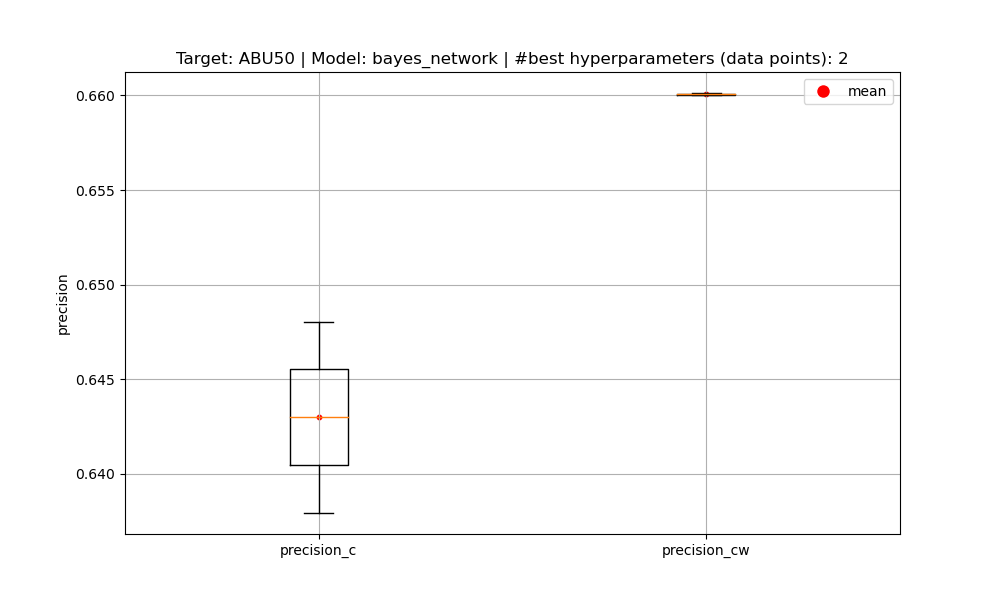 Target: ABU50 | Model: bayes_network | #best hyperparameters (data points): 2
mean
0.660
0.655
0.650
0.645
0.640
precision
precision_c
precision_cw